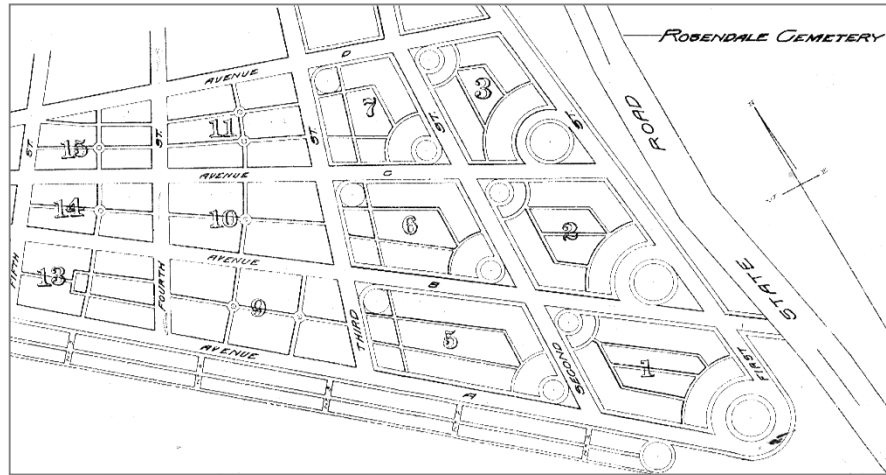 ROSENDALE CEMETERY
D
AVENUE
3
7
11
ST.
ROAD
15
ST.
ST.
ST.
ST.
AVENUE
C
14
10
6
2
13
AVENUE
B
STATE
FIFTH
FOURTH
9
THIRD
5
SECOND
1
FIRST
AVENUE
A